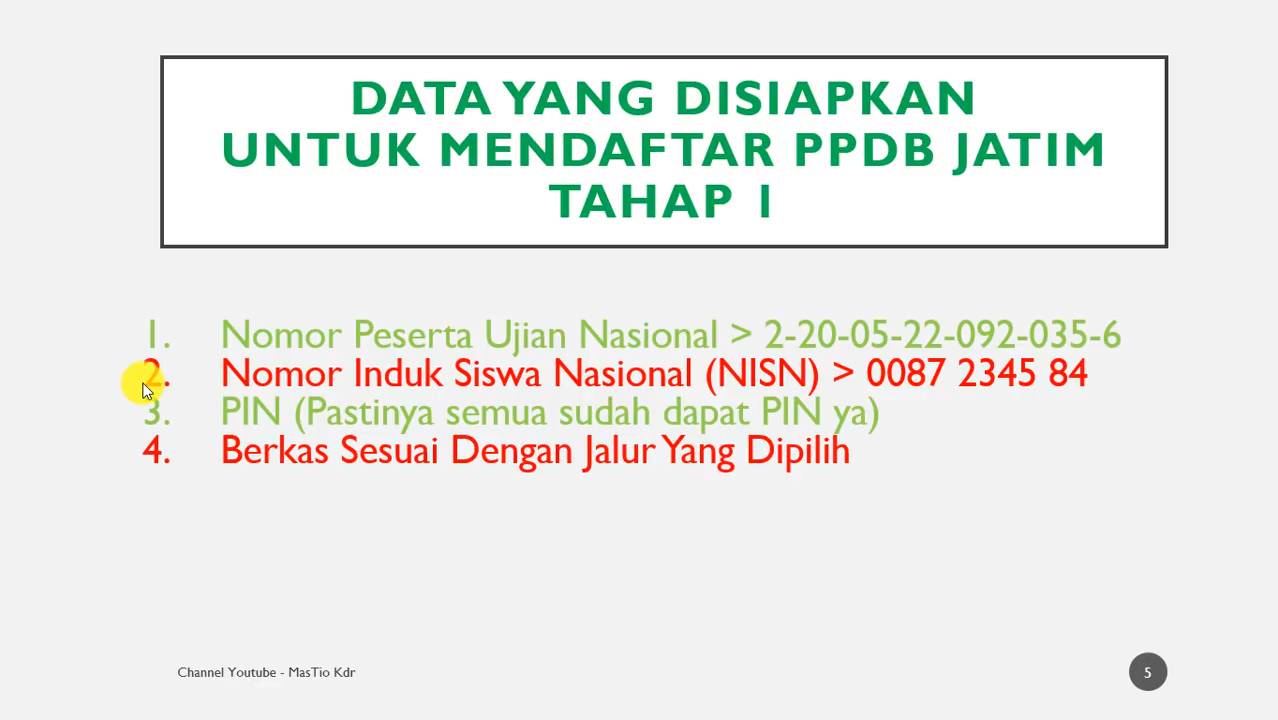 DATA YANG DISIAPKAN
UNTUK MENDAFTAR PPDB JATIM
TAHAP 1
1. Nomor Peserta Ujian Nasional > 2-20-05-22-092-035-6
2. Nomor Induk Siswa Nasional (NISN) > 0087 2345 84
3. PIN (Pastinya semua sudah dapat PIN ya)
4. Berkas Sesuai Dengan Jalur Yang Dipilih
Channel Youtube - MasTio Kdr
5